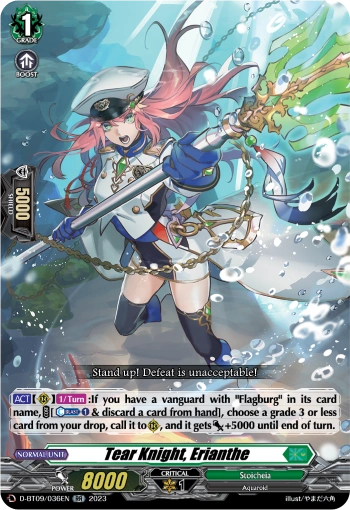 1
GRADE
BOOST
5000
SHIELD
Stand up! Defeat is unacceptable!
ACT 1/Turn :If you have a vanguard with "Flagburg" in its card
name, [ BLAST 1 & discard a card from hand], choose a grade 3 or less
card from your drop, call it to , and it gets +5000 until end of turn.
NORMAL UNIT
Tear Knight, Erianthe
POWER 8000
CRITICAL
1
Stoicheia
Aquaroid
D-BT09/036EN RR 2023
illust/やまだ六角